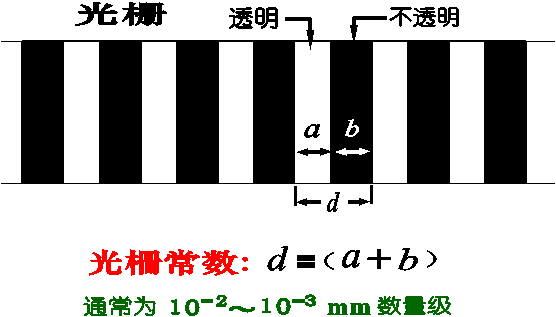 光栅
透明 不透明
a b
d
光栅常数: d = (a + b)
通常为 10⁻²～10⁻³ mm 数量级